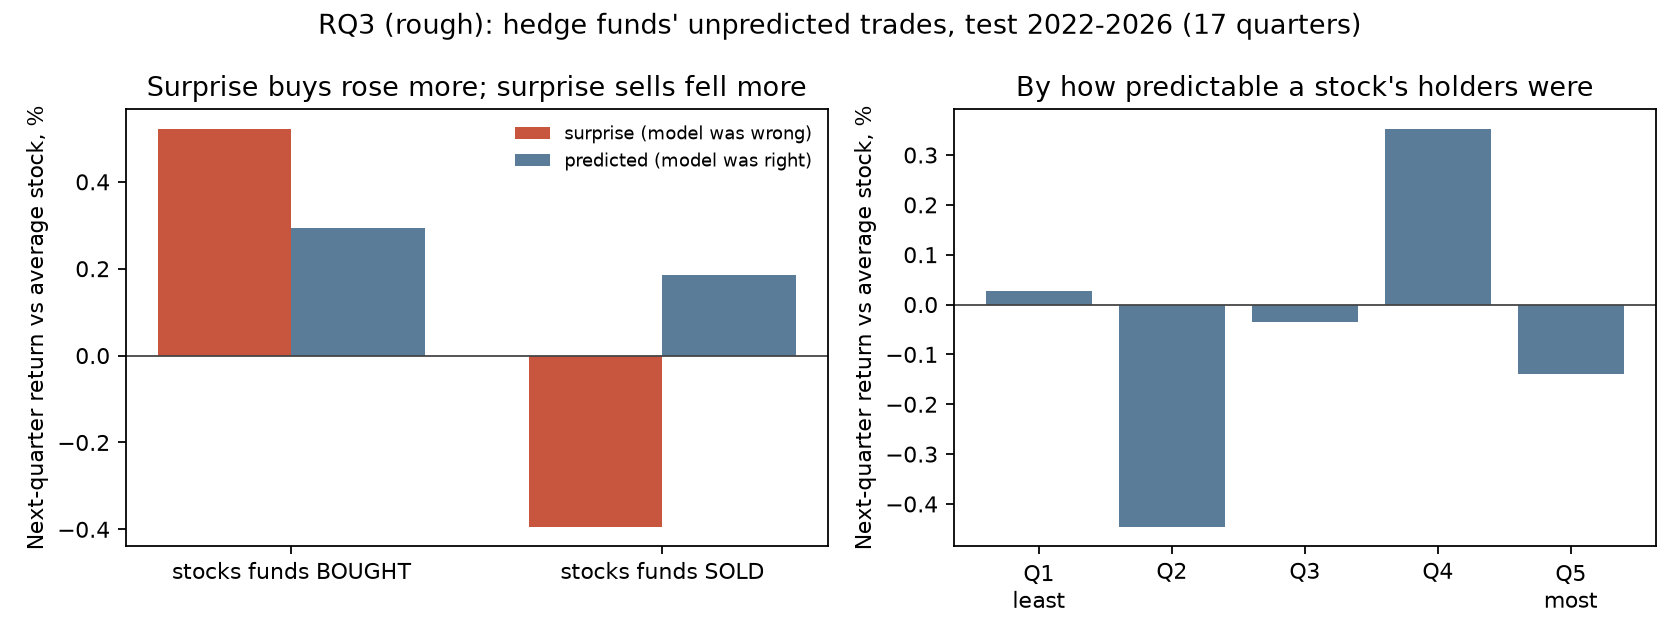 RQ3 (rough): hedge funds' unpredicted trades, test 2022-2026 (17 quarters)
Surprise buys rose more; surprise sells fell more
Next-quarter return vs average stock, %
0.4
0.2
0.0
−0.2
−0.4
surprise (model was wrong)
predicted (model was right)
stocks funds BOUGHT
stocks funds SOLD
By how predictable a stock's holders were
Next-quarter return vs average stock, %
0.3
0.2
0.1
0.0
−0.1
−0.2
−0.3
−0.4
Q1
least
Q2
Q3
Q4
Q5
most